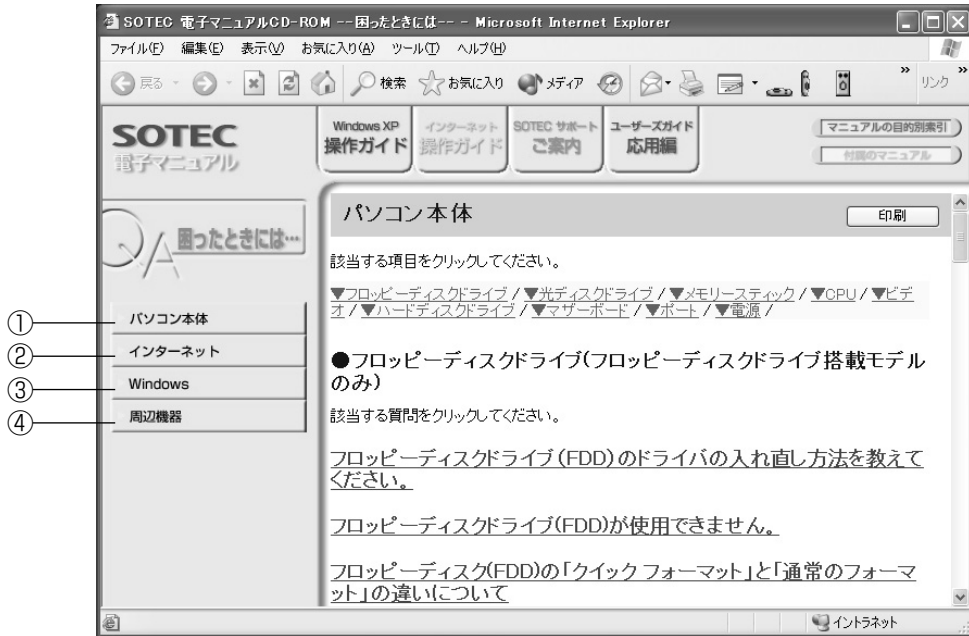 SOTEC 電子マニュアルCD-ROM --困ったときには-- - Microsoft Internet Explorer
ファイル(F) 編集(E) 表示(V) お気に入り(A) ツール(T) ヘルプ(H)
戻る 検索 お気に入り メディア » リンク »
SOTEC
電子マニュアル
Windows XP
操作ガイド
インターネット
操作ガイド
SOTEC サポート
ご案内
ユーザーズガイド
応用編
マニュアルの目的別索引
付属のマニュアル
QA 困ったときには…
① パソコン本体
② インターネット
③ Windows
④ 周辺機器
パソコン本体
印刷
該当する項目をクリックしてください。
▼フロッピーディスクドライブ / ▼光ディスクドライブ / ▼メモリースティック / ▼CPU / ▼ビデ
オ / ▼ハードディスクドライブ / ▼マザーボード / ▼ポート / ▼電源 /
●フロッピーディスクドライブ(フロッピーディスクドライブ搭載モデル
のみ)
該当する質問をクリックしてください。
フロッピーディスクドライブ(FDD)のドライバの入れ直し方法を教えて
ください。
フロッピーディスクドライブ(FDD)が使用できません。
フロッピーディスク(FDD)の「クイック フォーマット」と「通常のフォーマ
ット」の違いについて
イントラネット